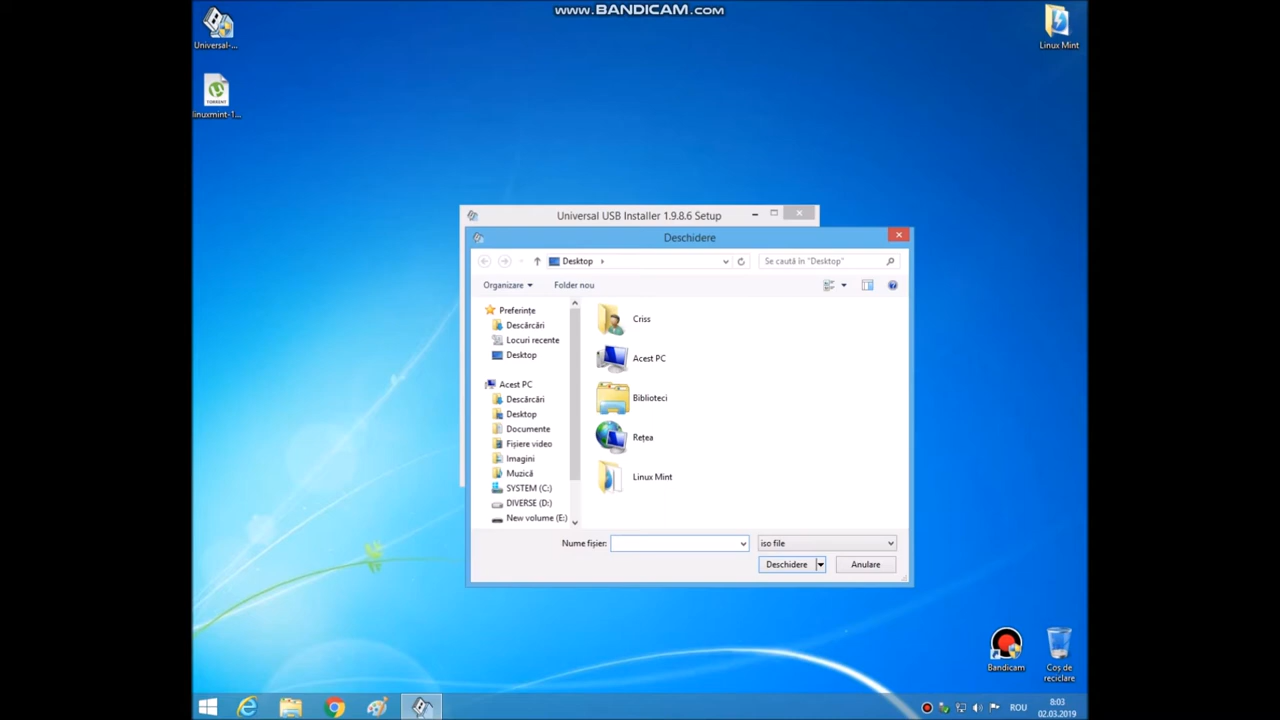 www.BANDICAM.com
Universal-...
Linux Mint
linuxmint-1...
TORRENT
Universal USB Installer 1.9.8.6 Setup
Deschidere
Desktop
Se caută în "Desktop"
Organizare
Folder nou
Preferințe
Descărcări
Locuri recente
Desktop
Acest PC
Descărcări
Desktop
Documente
Fișiere video
Imagini
Muzică
SYSTEM (C:)
DIVERSE (D:)
New volume (E:)
Criss
Acest PC
Biblioteci
Rețea
Linux Mint
Nume fișier:
iso file
Deschidere
Anulare
Bandicam
Coș de
reciclare
ROU
8:03
02.03.2019